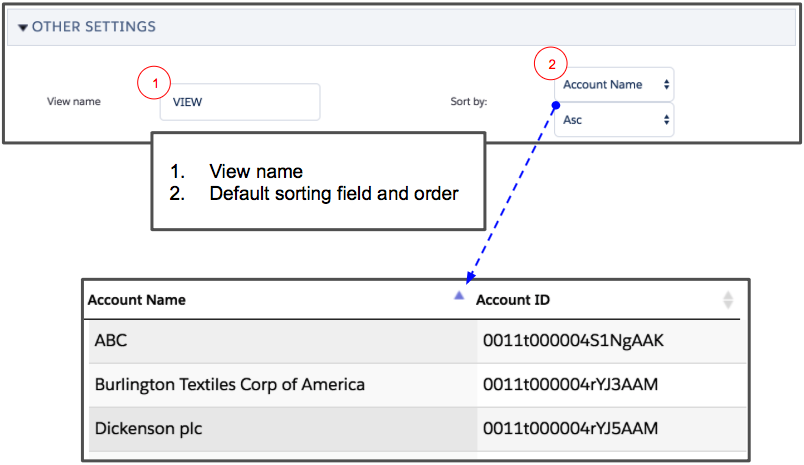 OTHER SETTINGS
1
2
View name
VIEW
Sort by:
Account Name
Asc
1. View name
2. Default sorting field and order
Account Name Account ID
ABC 0011t000004S1NgAAK
Burlington Textiles Corp of America 0011t000004rYJ3AAM
Dickenson plc 0011t000004rYJ5AAM